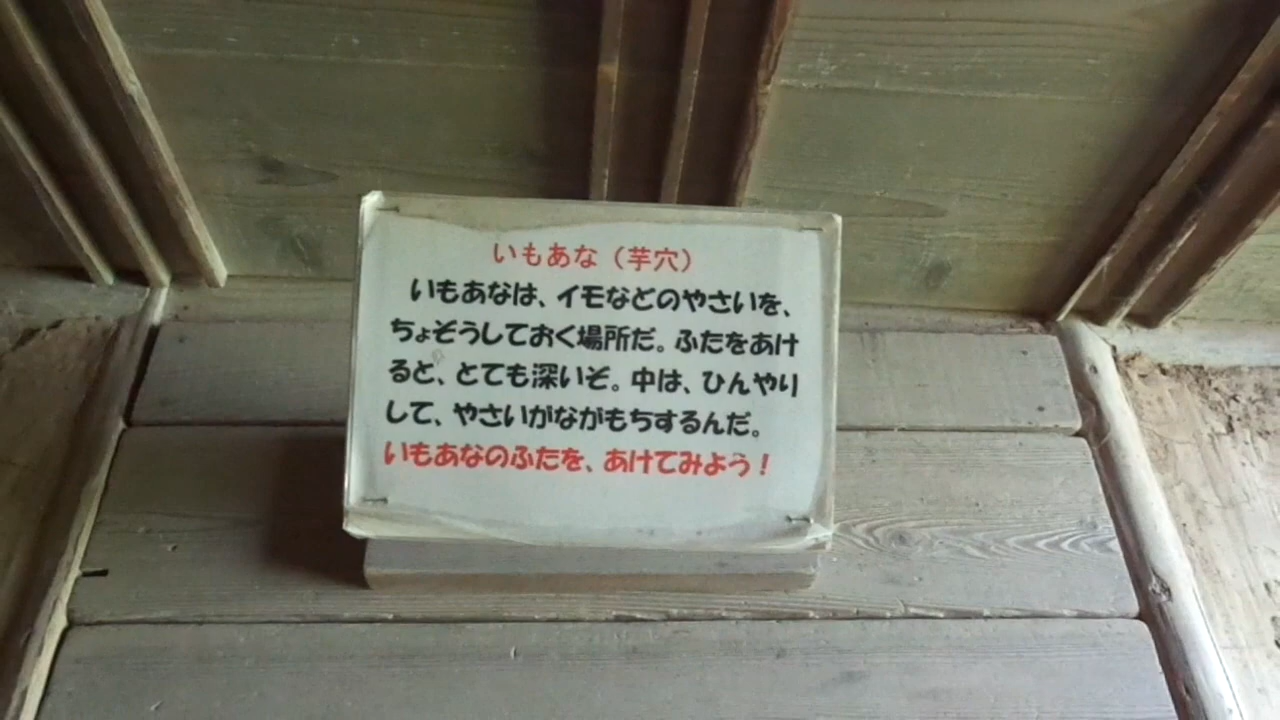 いもあな（芋穴）
いもあなは、イモなどのやさいを、
ちょぞうしておく場所だ。ふたをあけ
ると、とても深いぞ。中は、ひんやり
して、やさいがながもちするんだ。
いもあなのふたを、あけてみよう！